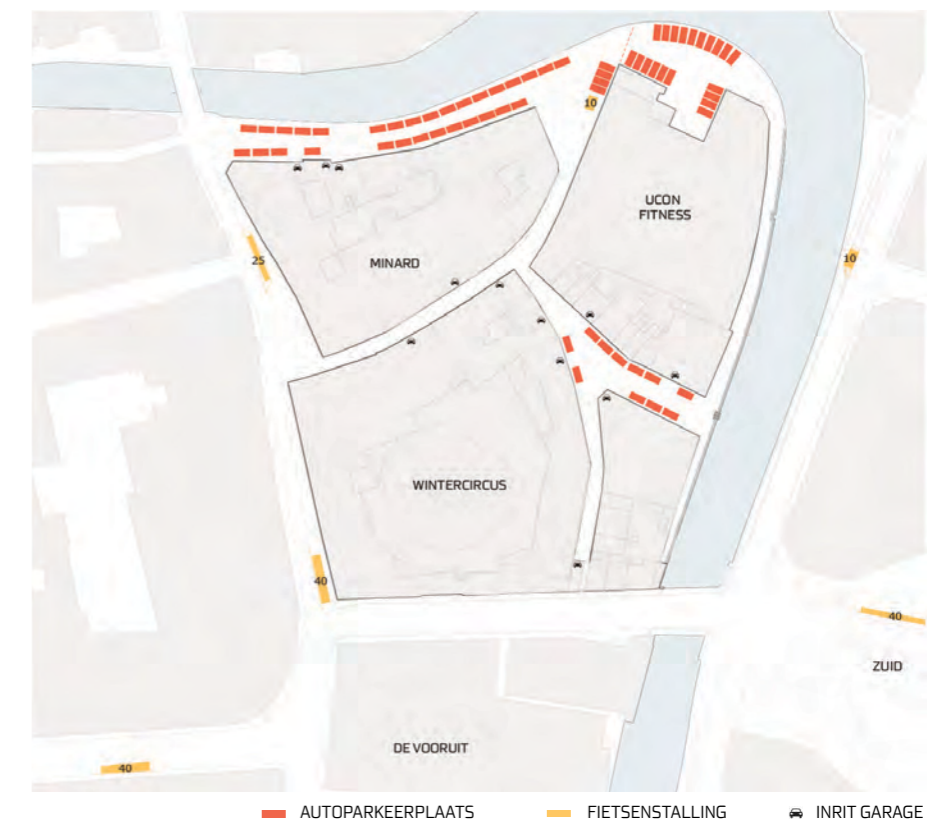 10
UCON
FITNESS
25
MINARD
10
WINTERCIRCUS
40
40
ZUID
DE VOORUIT
40
AUTOPARKEERPLAATS
FIETSENSTALLING
INRIT GARAGE